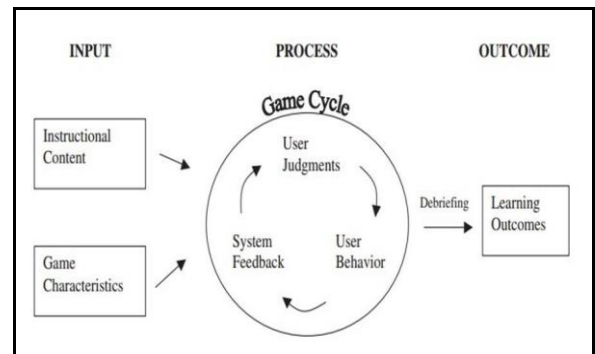 INPUT
PROCESS
OUTCOME
Game Cycle
Instructional
Content
Game
Characteristics
User
Judgments
User
Behavior
System
Feedback
Debriefing
Learning
Outcomes